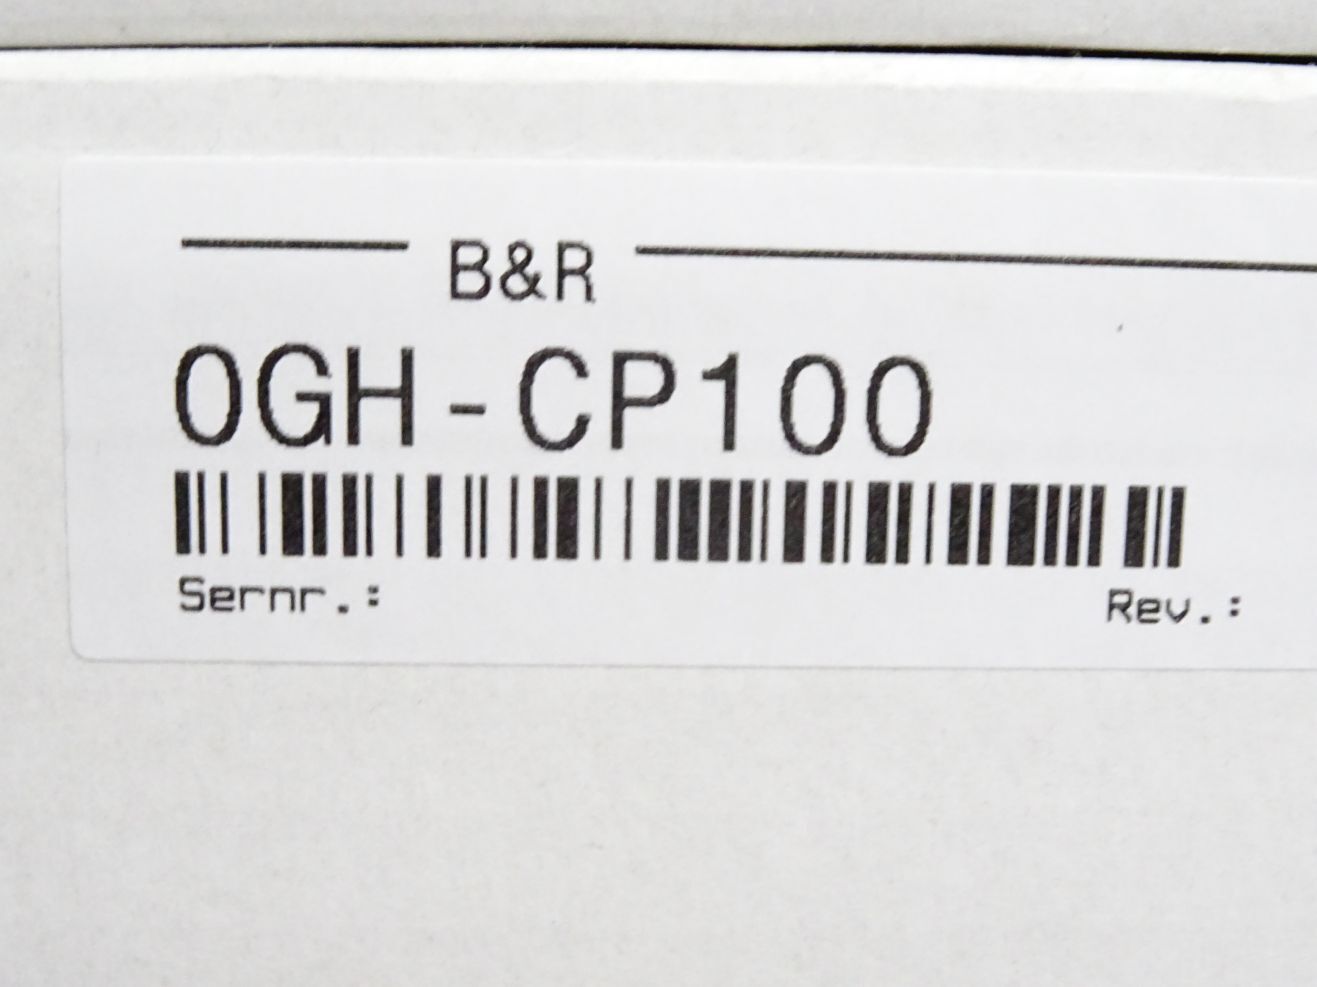 B&R
0GH-CP100
Sernr.:
Rev.: